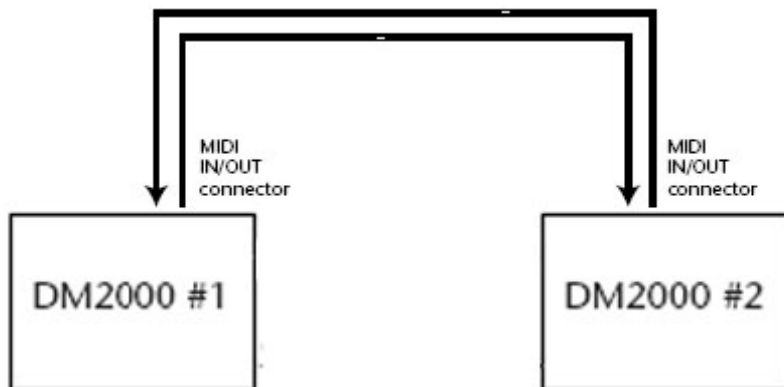 MIDI
IN/OUT
connector
MIDI
IN/OUT
connector
DM2000 #1
DM2000 #2